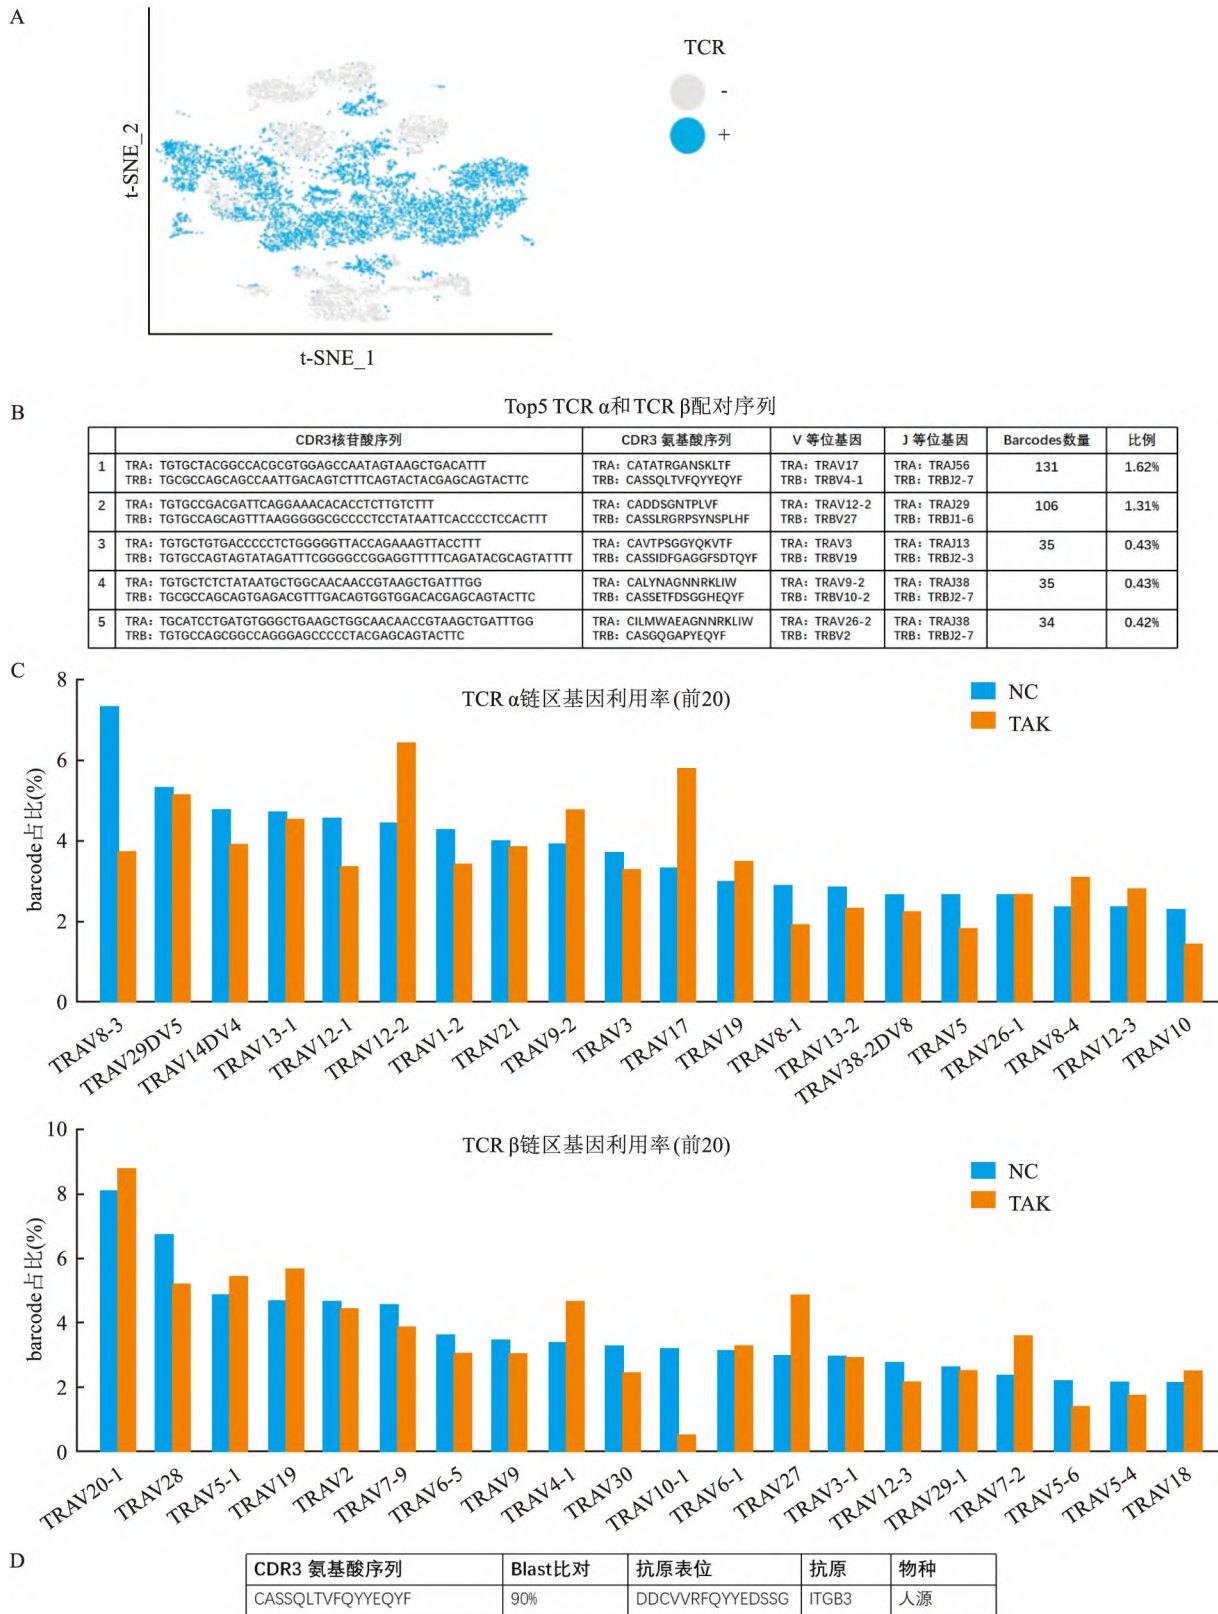 A
TCR
-
+
t-SNE_2
t-SNE_1
B
Top5 TCR α和TCR β配对序列
CDR3核苷酸序列 CDR3 氨基酸序列 V 等位基因 J 等位基因 Barcodes数量 比例
1 TRA: TGTGCTACGGCCACGCGTGGAGCCAATAGTAAGCTGACATTT TRA: CATATRGANSKLTF TRA: TRAV17 TRA: TRAJ56 131 1.62%
TRB: TGCGCCAGCAGCCAATTGACAGTCTTTCAGTACTACGAGCAGTACTTC TRB: CASSQLTVFQYYEQYF TRB: TRBV4-1 TRB: TRBJ2-7
2 TRA: TGTGCCGACGATTCAGGAAACACACCTCTTGTCTTT TRA: CADDSGNTPLVF TRA: TRAV12-2 TRA: TRAJ29 106 1.31%
TRB: TGTGCCAGCAGTTTAAGGGGGCGCCCCTCCTATAATTCACCCCTCCACTTT TRB: CASSLRGRPSYNSPLHF TRB: TRBV27 TRB: TRBJ1-6
3 TRA: TGTGCTGTGACCCCCTCTGGGGGTTACCAGAAAGTTACCTTT TRA: CAVTPSGGYQKVTF TRA: TRAV3 TRA: TRAJ13 35 0.43%
TRB: TGTGCCAGTAGTATAGATTTCGGGGCCGGAGGTTTTTCAGATACGCAGTATTTT TRB: CASSIDFGAGGFSDTQYF TRB: TRBV19 TRB: TRBJ2-3
4 TRA: TGTGCTCTCTATAATGCTGGCAACAACCGTAAGCTGATTTGG TRA: CALYNAGNNRKLIW TRA: TRAV9-2 TRA: TRAJ38 35 0.43%
TRB: TGCGCCAGCAGTGAGACGTTTGACAGTGGTGGACACGAGCAGTACTTC TRB: CASSETFDSGGHEQYF TRB: TRBV10-2 TRB: TRBJ2-7
5 TRA: TGCATCCTGATGTGGGCTGAAGCTGGCAACAACCGTAAGCTGATTTGG TRA: CILMWAEAGNNRKLIW TRA: TRAV26-2 TRA: TRAJ38 34 0.42%
TRB: TGTGCCAGCGGCCAGGGAGCCCCCTACGAGCAGTACTTC TRB: CASGQGAPYEQYF TRB: TRBV2 TRB: TRBJ2-7
C
TCR α链区基因利用率(前20)
NC
TAK
barcode占比(%)
8
6
4
2
0
TRAV8-3 TRAV29DV5 TRAV14DV4 TRAV13-1 TRAV12-1 TRAV12-2 TRAV1-2 TRAV21 TRAV9-2 TRAV3 TRAV17 TRAV19 TRAV8-1 TRAV13-2 TRAV38-2DV8 TRAV5 TRAV26-1 TRAV8-4 TRAV12-3 TRAV10
TCR β链区基因利用率(前20)
NC
TAK
barcode占比(%)
10
8
6
4
2
0
TRAV20-1 TRAV28 TRAV5-1 TRAV19 TRAV2 TRAV7-9 TRAV6-5 TRAV9 TRAV4-1 TRAV30 TRAV10-1 TRAV6-1 TRAV27 TRAV3-1 TRAV12-3 TRAV29-1 TRAV7-2 TRAV5-6 TRAV5-4 TRAV18
D
CDR3 氨基酸序列 Blast比对 抗原表位 抗原 物种
CASSQLTVFQYYEQYF 90% DDCVVRFQYYEDSSG ITGB3 人源